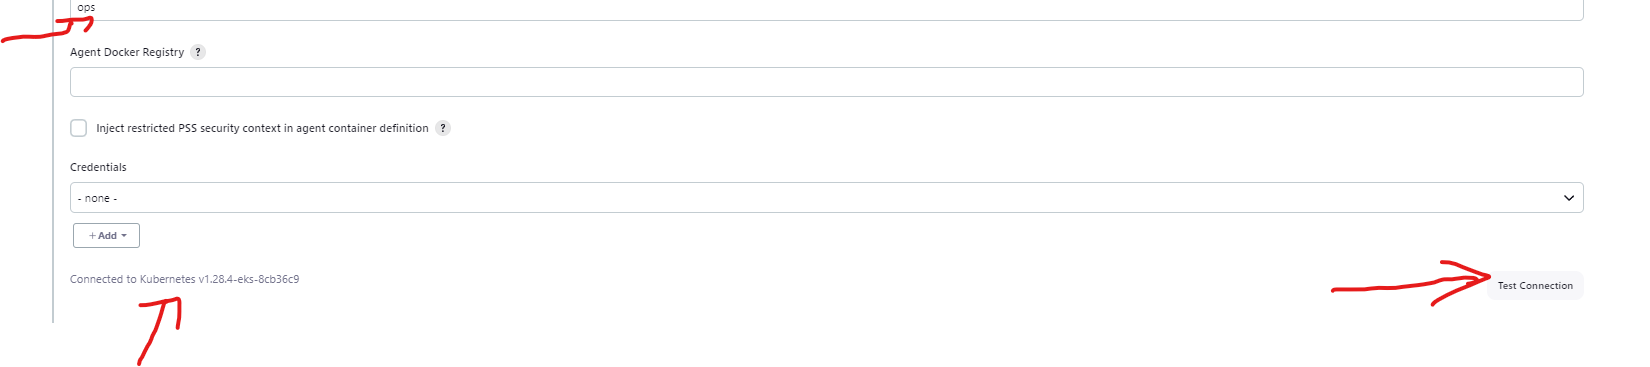 ops
Agent Docker Registry ?
Inject restricted PSS security context in agent container definition ?
Credentials
- none -
+ Add
Connected to Kubernetes v1.28.4-eks-8cb36c9
Test Connection